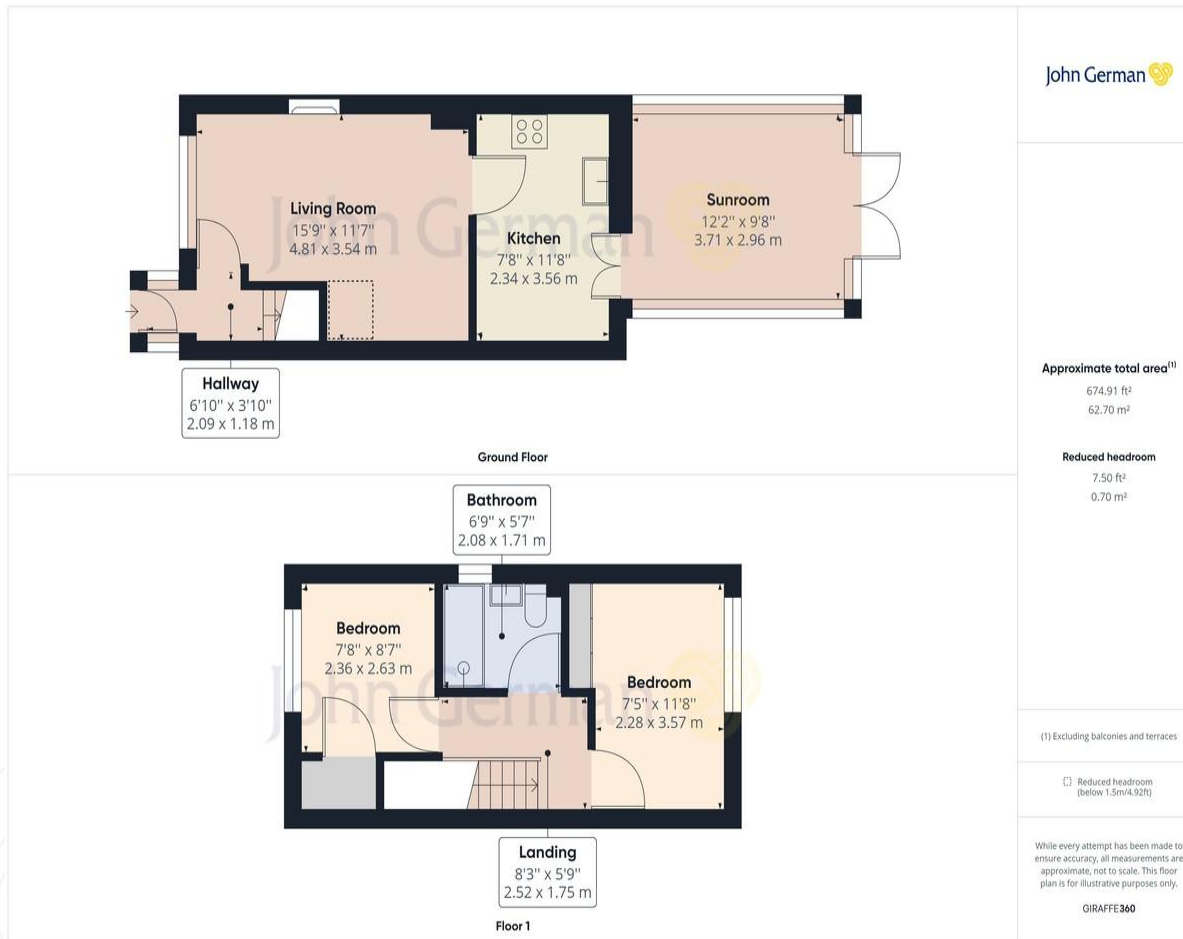 John German
Living Room
15'9" x 11'7"
4.81 x 3.54 m
Kitchen
7'8" x 11'8"
2.34 x 3.56 m
Sunroom
12'2" x 9'8"
3.71 x 2.96 m
John German
Hallway
6'10" x 3'10"
2.09 x 1.18 m
Ground Floor
Approximate total area(1)
674.91 ft²
62.70 m²
Reduced headroom
7.50 ft²
0.70 m²
Bathroom
6'9" x 5'7"
2.08 x 1.71 m
Bedroom
7'8" x 8'7"
2.36 x 2.63 m
Bedroom
7'5" x 11'8"
2.28 x 3.57 m
John German
Landing
8'3" x 5'9"
2.52 x 1.75 m
Floor 1
(1) Excluding balconies and terraces
Reduced headroom
(below 1.5m/4.92ft)
While every attempt has been made to
ensure accuracy, all measurements are
approximate, not to scale. This floor
plan is for illustrative purposes only.
GIRAFFE360